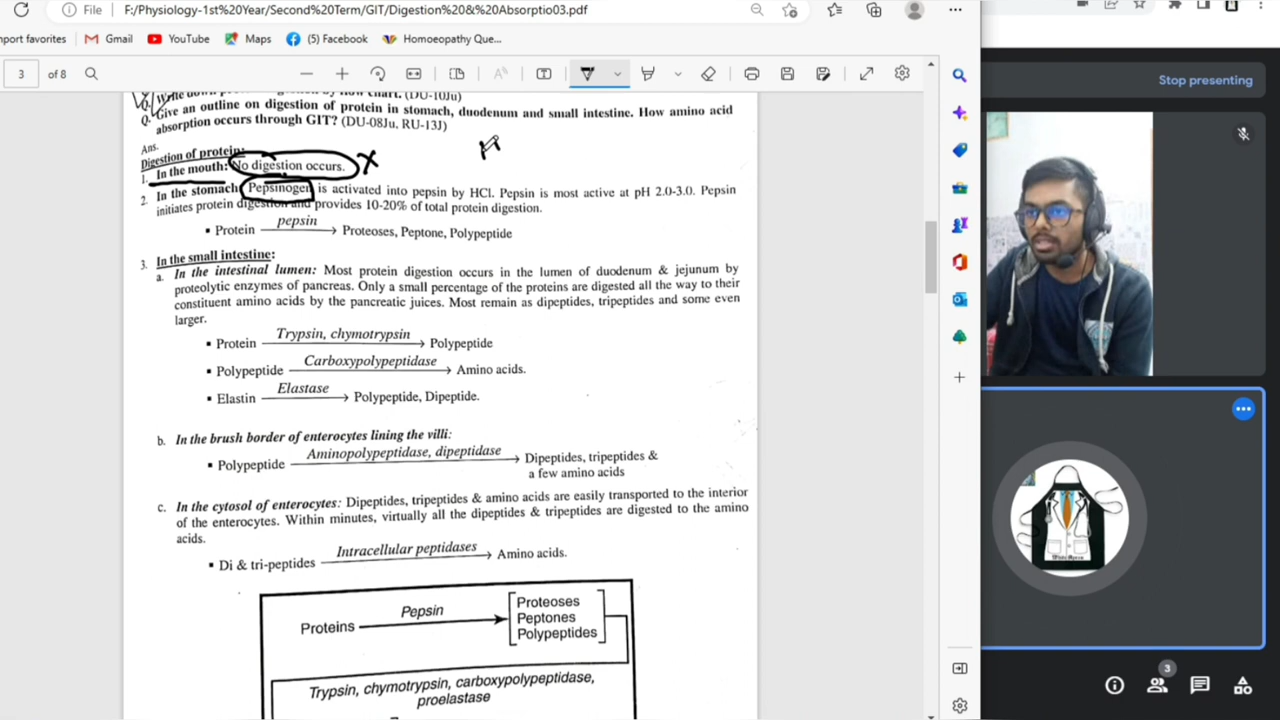 File
F:/Physiology-1st%20Year/Second%20Term/GIT/Digestion%20&%20Absorptio03.pdf
mport favorites
Gmail
YouTube
Maps
(5) Facebook
Homoeopathy Que...
3 of 8
Stop presenting
Write down (DU-10Ju)
Q. Give an outline on digestion of protein in stomach, duodenum and small intestine. How amino acid
absorption occurs through GIT? (DU-08Ju, RU-13J)
Ans.
Digestion of protein:
1. In the mouth: No digestion occurs. X
2. In the stomach: Pepsinogen is activated into pepsin by HCl. Pepsin is most active at pH 2.0-3.0. Pepsin
initiates protein digestion and provides 10-20% of total protein digestion.
▪ Protein pepsin Proteoses, Peptone, Polypeptide
3. In the small intestine:
a. In the intestinal lumen: Most protein digestion occurs in the lumen of duodenum & jejunum by
proteolytic enzymes of pancreas. Only a small percentage of the proteins are digested all the way to their
constituent amino acids by the pancreatic juices. Most remain as dipeptides, tripeptides and some even
larger.
▪ Protein Trypsin, chymotrypsin Polypeptide
▪ Polypeptide Carboxypolypeptidase Amino acids.
▪ Elastin Elastase Polypeptide, Dipeptide.
b. In the brush border of enterocytes lining the villi:
▪ Polypeptide Aminopolypeptidase, dipeptidase Dipeptides, tripeptides &
a few amino acids
c. In the cytosol of enterocytes: Dipeptides, tripeptides & amino acids are easily transported to the interior
of the enterocytes. Within minutes, virtually all the dipeptides & tripeptides are digested to the amino
acids.
▪ Di & tri-peptides Intracellular peptidases Amino acids.
Proteins Pepsin Proteoses
Peptones
Polypeptides
Trypsin, chymotrypsin, carboxypolypeptidase,
proelastase
3